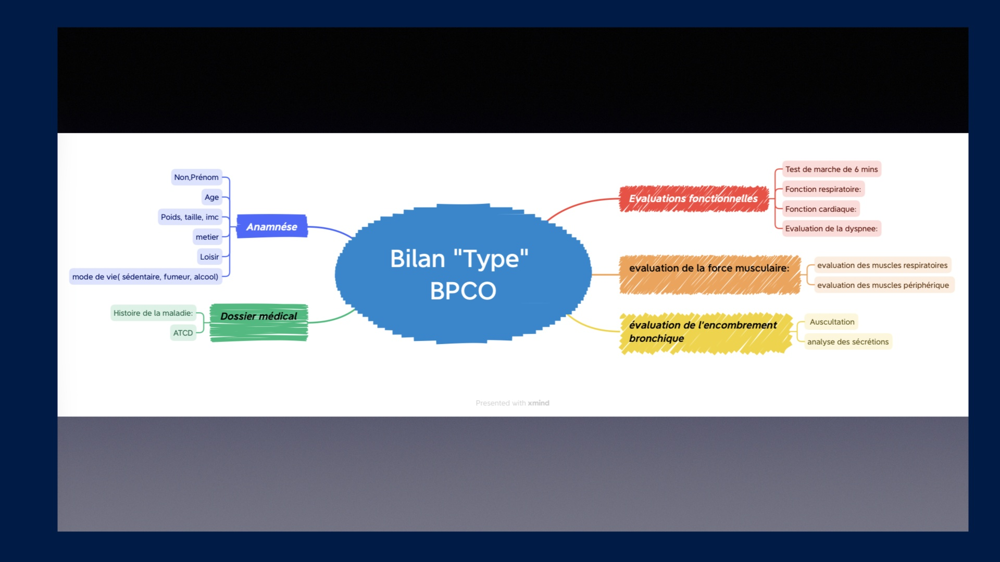 Bilan "Type"
BPCO
Anamnése
Non,Prénom
Age
Poids, taille, imc
metier
Loisir
mode de vie( sédentaire, fumeur, alcool)
Dossier médical
Histoire de la maladie:
ATCD
Evaluations fonctionnelles
Test de marche de 6 mins
Fonction respiratoire:
Fonction cardiaque:
Evaluation de la dyspnee:
evaluation de la force musculaire:
evaluation des muscles respiratoires
evaluation des muscles périphérique
évaluation de l'encombrement
bronchique
Auscultation
analyse des sécrétions
Presented with xmind